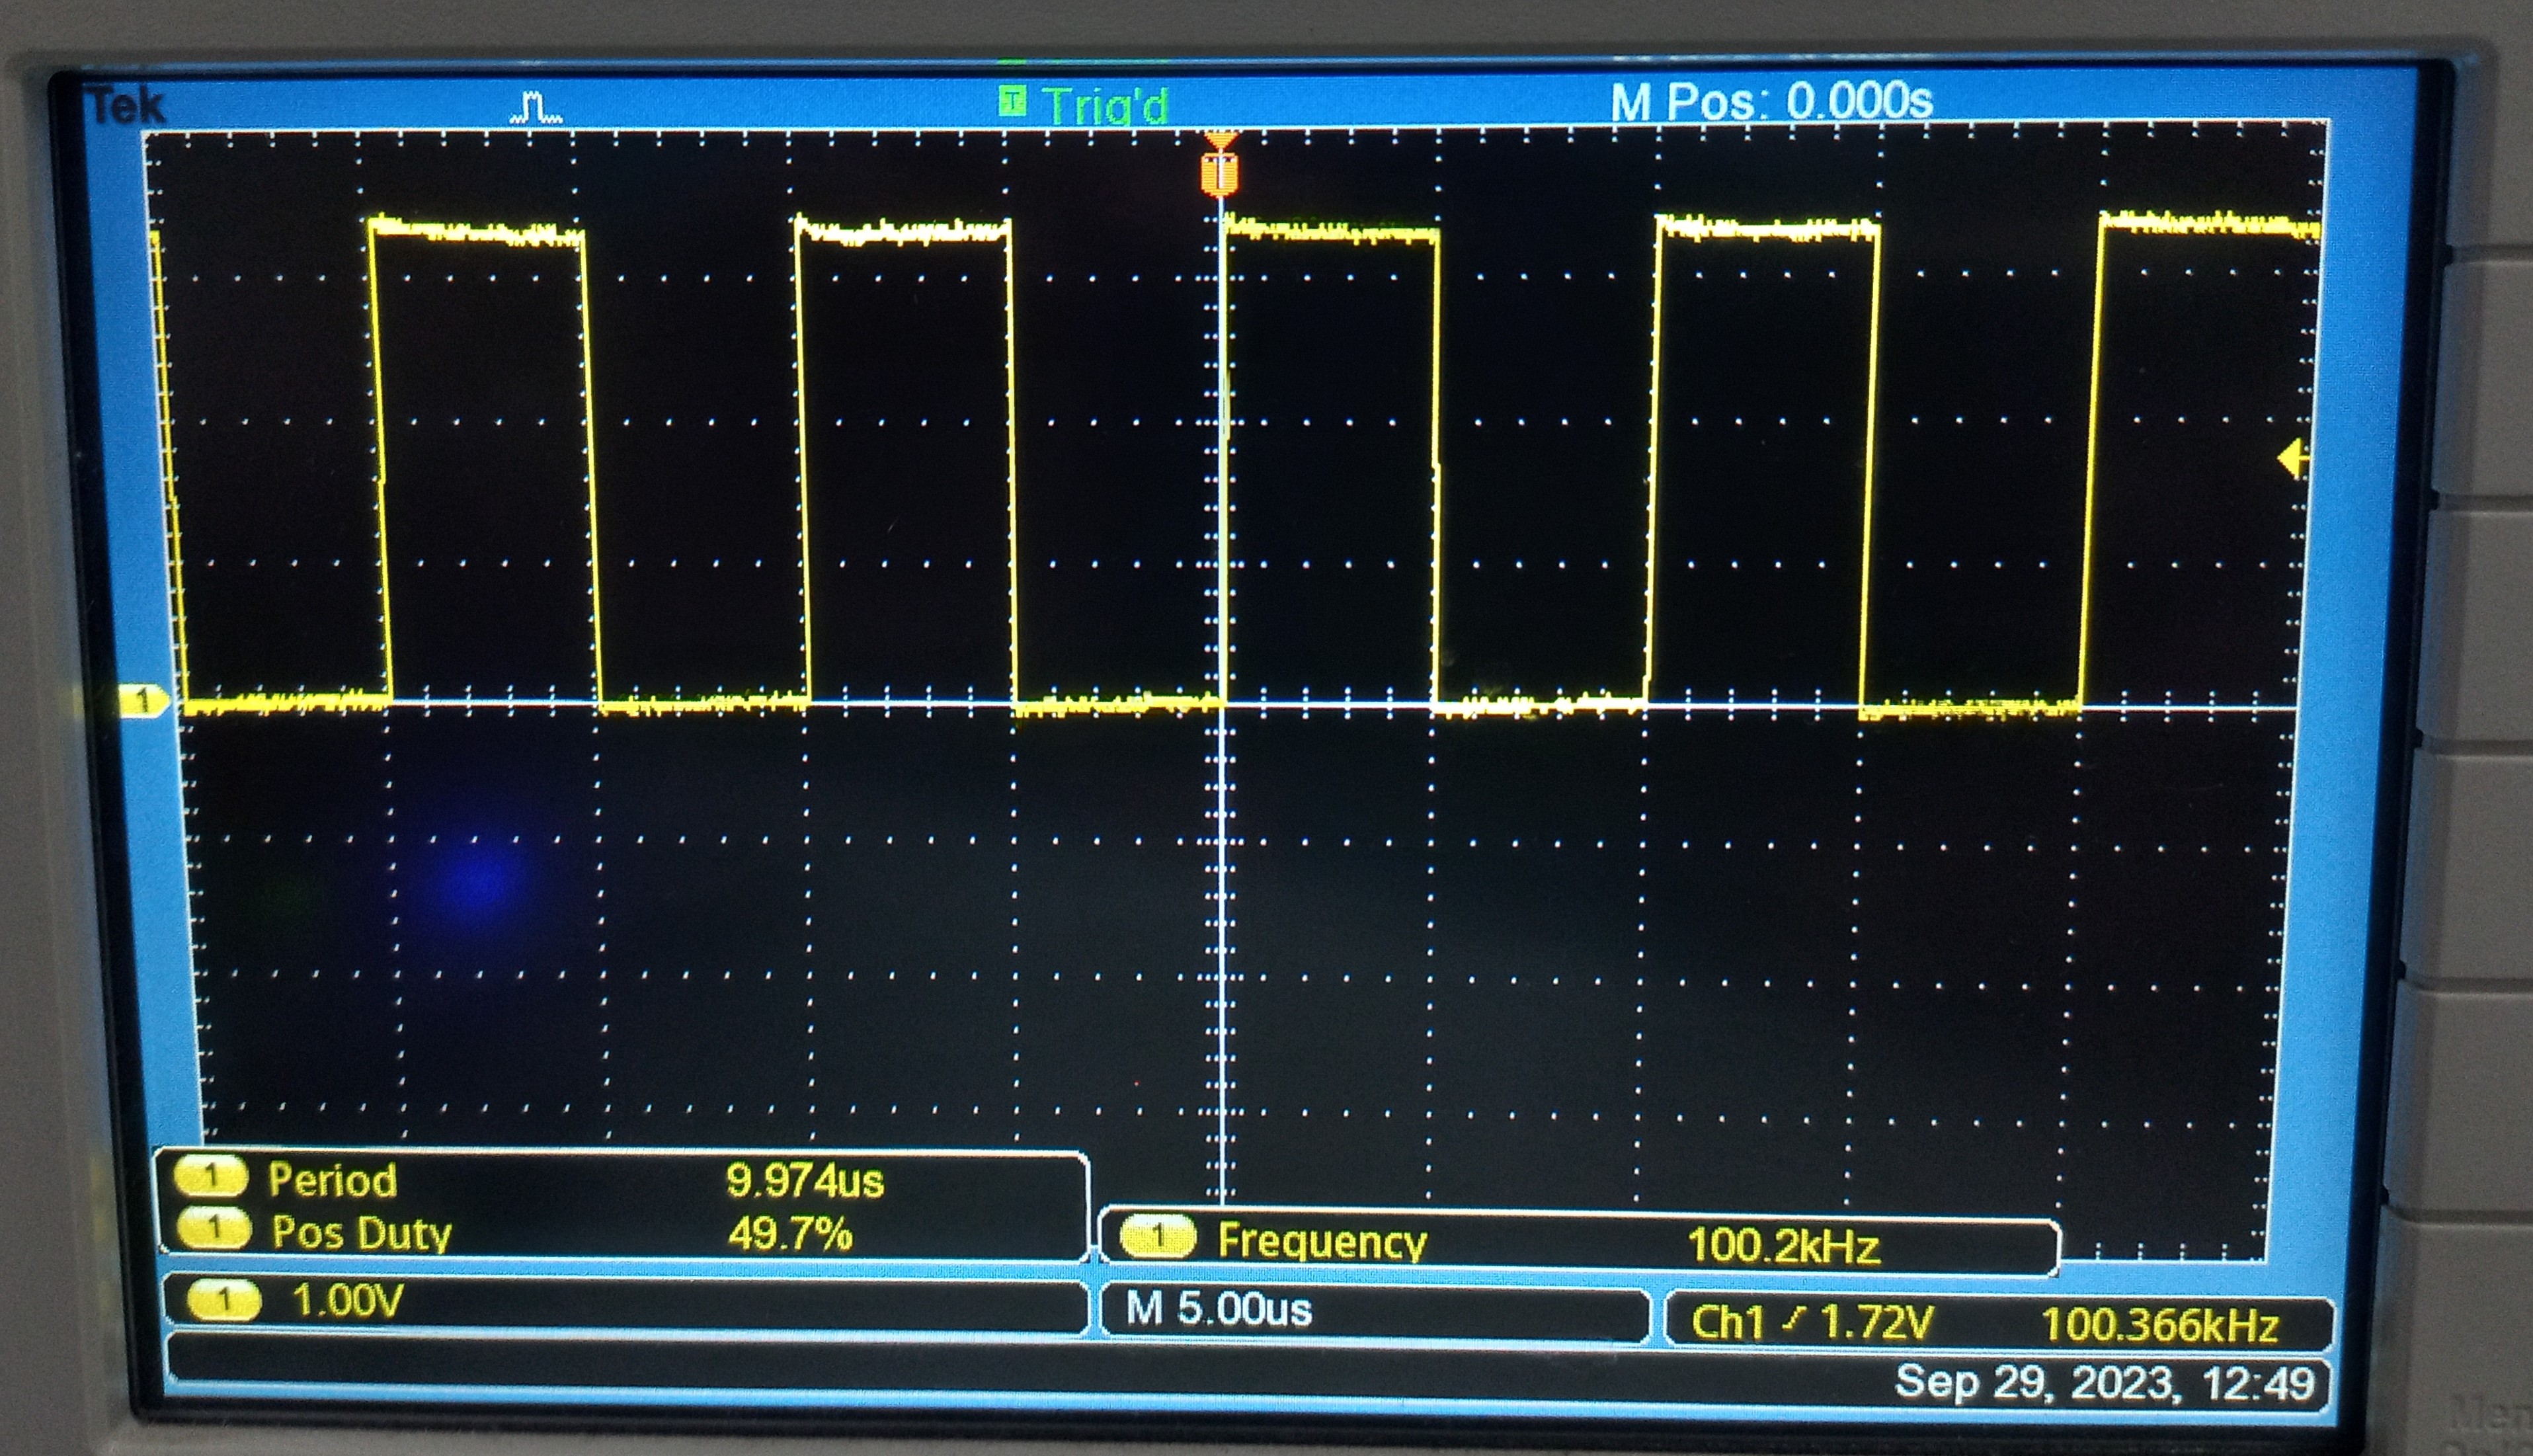 Tek T Trig'd M Pos: 0.000s
T
1
1 Period 9.974us
1 Pos Duty 49.7%
1 Frequency 100.2kHz
1 1.00V M 5.00us Ch1 1.72V 100.366kHz
Sep 29, 2023, 12:49